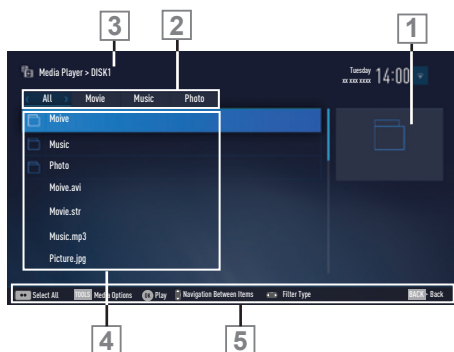 3 2 1
Media Player > DISK1
Tuesday
xx xxx xxxx 14:00
All Movie Music Photo
Moive
Music
Photo
Moive.avi
Movie.str
Music.mp3
Picture.jpg
Select All TOOLS Media Options OK Play Navigation Between Items Filter Type BACK - Back
4 5